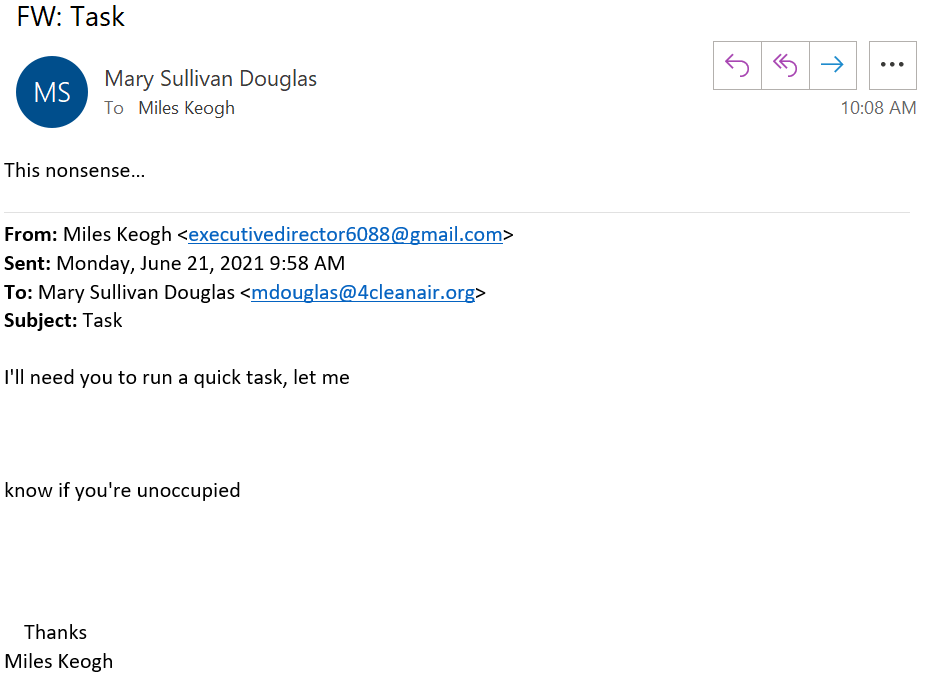 FW: Task
MS
Mary Sullivan Douglas
To Miles Keogh
10:08 AM
This nonsense...
From: Miles Keogh <executivedirector6088@gmail.com>
Sent: Monday, June 21, 2021 9:58 AM
To: Mary Sullivan Douglas <mdouglas@4cleanair.org>
Subject: Task
I'll need you to run a quick task, let me
know if you're unoccupied
Thanks
Miles Keogh